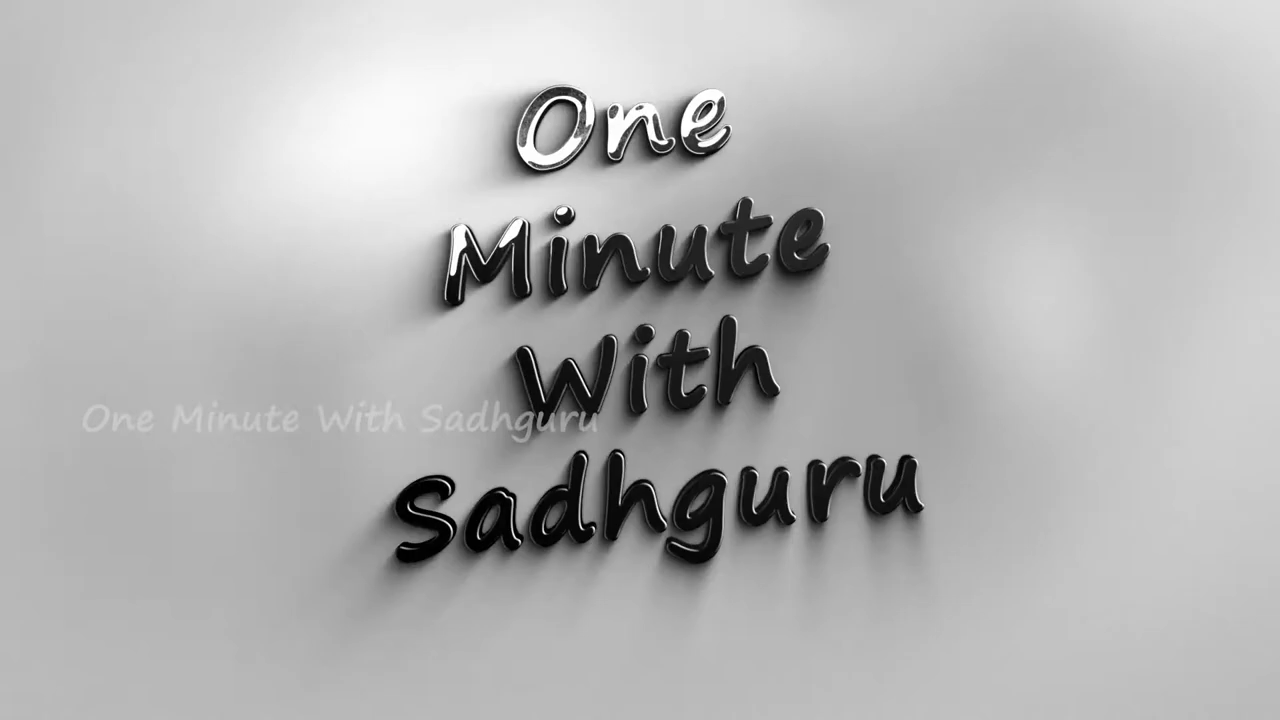 One
Minute
With
Sadhguru
One Minute With Sadhguru